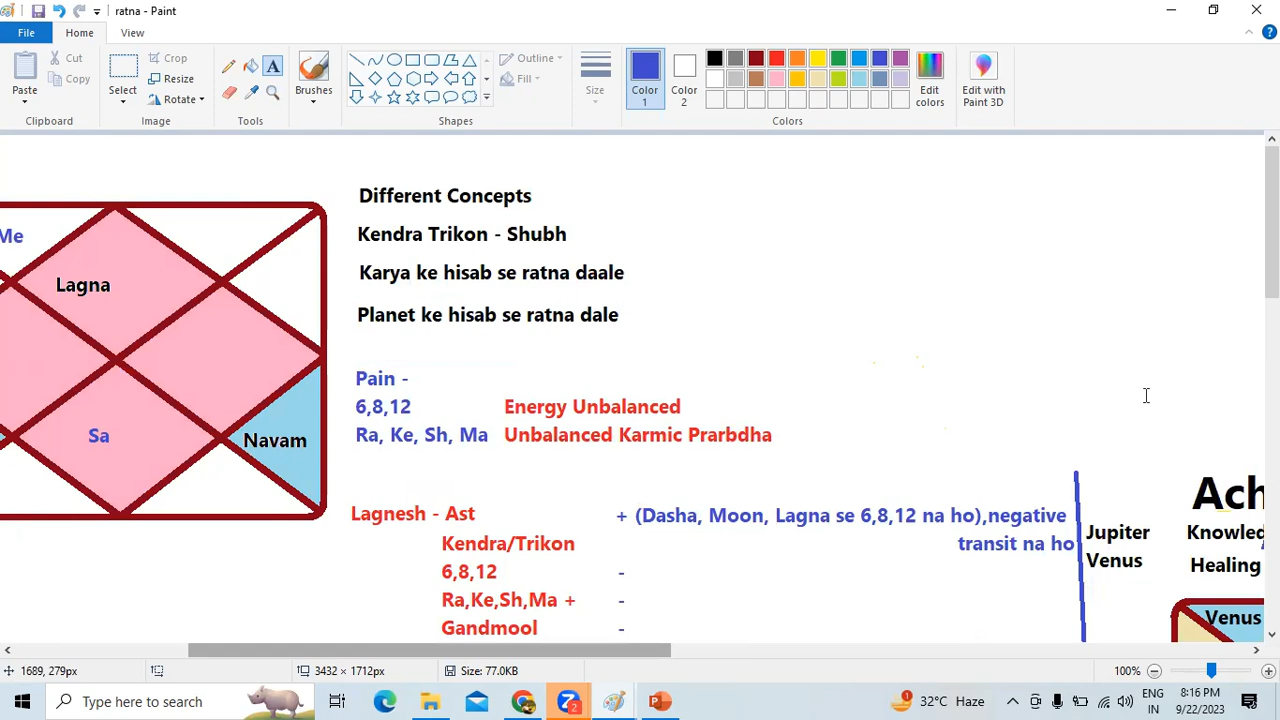 ratna - Paint
File
Home
View
Paste
Cut
Copy
Clipboard
Select
Crop
Resize
Rotate
Image
Tools
Brushes
Shapes
Outline
Fill
Size
Color 1
Color 2
Colors
Edit colors
Edit with Paint 3D
Me
Lagna
Sa
Navam
Different Concepts
Kendra Trikon - Shubh
Karya ke hisab se ratna daale
Planet ke hisab se ratna dale
Pain -
6,8,12 Energy Unbalanced
Ra, Ke, Sh, Ma Unbalanced Karmic Prarbdha
Lagnesh - Ast + (Dasha, Moon, Lagna se 6,8,12 na ho),negative
Kendra/Trikon transit na ho
6,8,12 -
Ra,Ke,Sh,Ma + -
Gandmool -
Ach
Jupiter Knowled
Venus Healing
Venus
1689, 279px
3432 × 1712px
Size: 77.0KB
100%
Type here to search
2
1
32°C Haze
ENG
IN
8:16 PM
9/22/2023